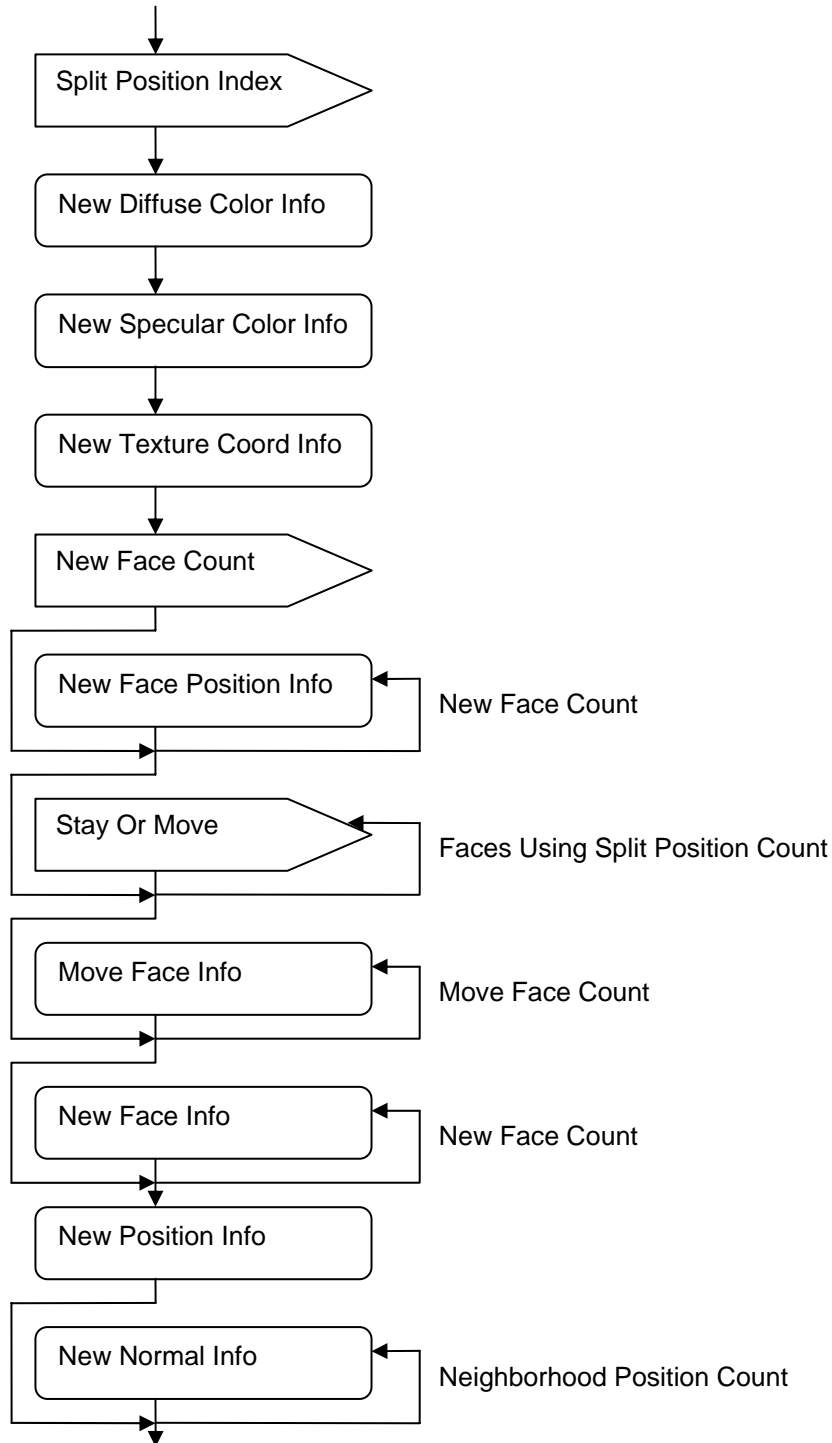 Split Position Index
New Diffuse Color Info
New Specular Color Info
New Texture Coord Info
New Face Count
New Face Position Info
New Face Count
Stay Or Move
Faces Using Split Position Count
Move Face Info
Move Face Count
New Face Info
New Face Count
New Position Info
New Normal Info
Neighborhood Position Count